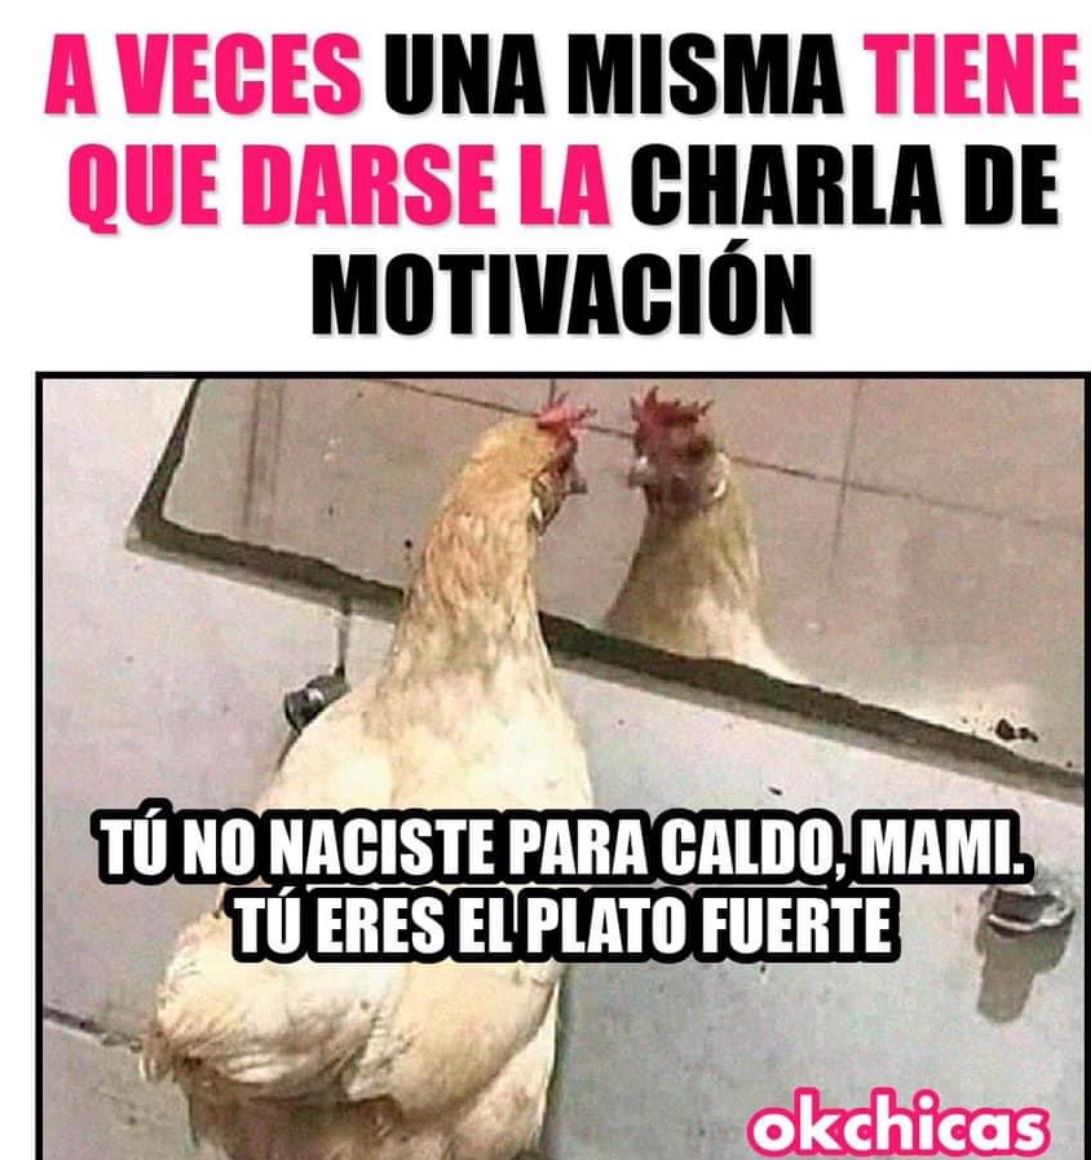 A VECES UNA MISMA TIENE
QUE DARSE LA CHARLA DE
MOTIVACIÓN
TÚ NO NACISTE PARA CALDO, MAMI.
TÚ ERES EL PLATO FUERTE
okchicas